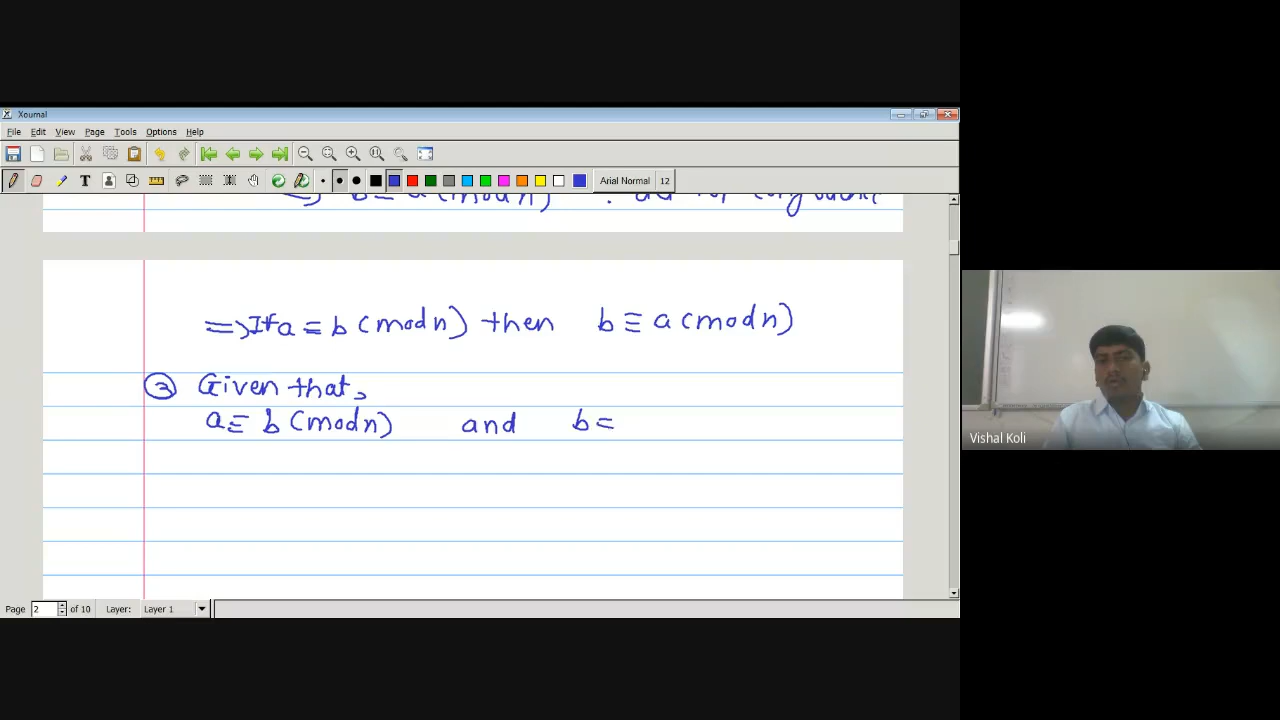 Xournal
File Edit View Page Tools Options Help
Arial Normal 12
=> b ≡ a (mod n) ∵
=> If a ≡ b (mod n) then b ≡ a (mod n)
③ Given that,
a ≡ b (mod n) and b =
Vishal Koli
Page 2 of 10 Layer: Layer 1